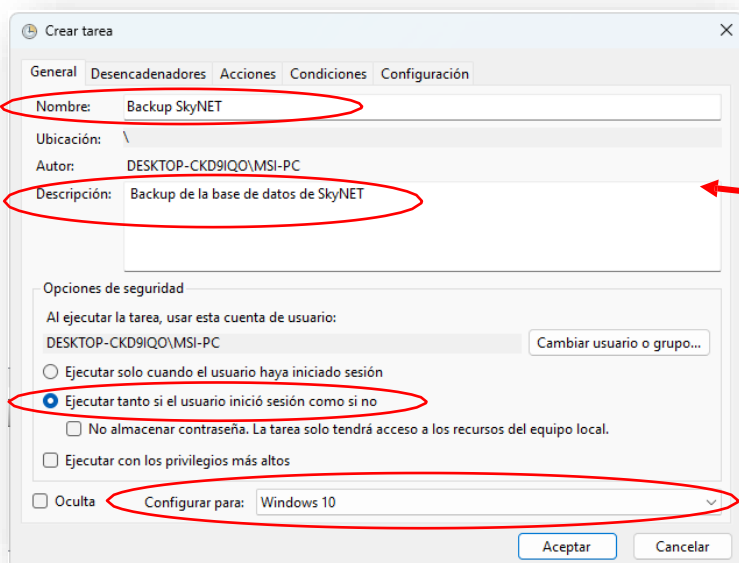 Crear tarea
General Desencadenadores Acciones Condiciones Configuración
Nombre: Backup SkyNET
Ubicación: \
Autor: DESKTOP-CKD9IQO\MSI-PC
Descripción: Backup de la base de datos de SkyNET
Opciones de seguridad
Al ejecutar la tarea, usar esta cuenta de usuario:
DESKTOP-CKD9IQO\MSI-PC Cambiar usuario o grupo...
Ejecutar solo cuando el usuario haya iniciado sesión
Ejecutar tanto si el usuario inició sesión como si no
No almacenar contraseña. La tarea solo tendrá acceso a los recursos del equipo local.
Ejecutar con los privilegios más altos
Oculta Configurar para: Windows 10
Aceptar Cancelar